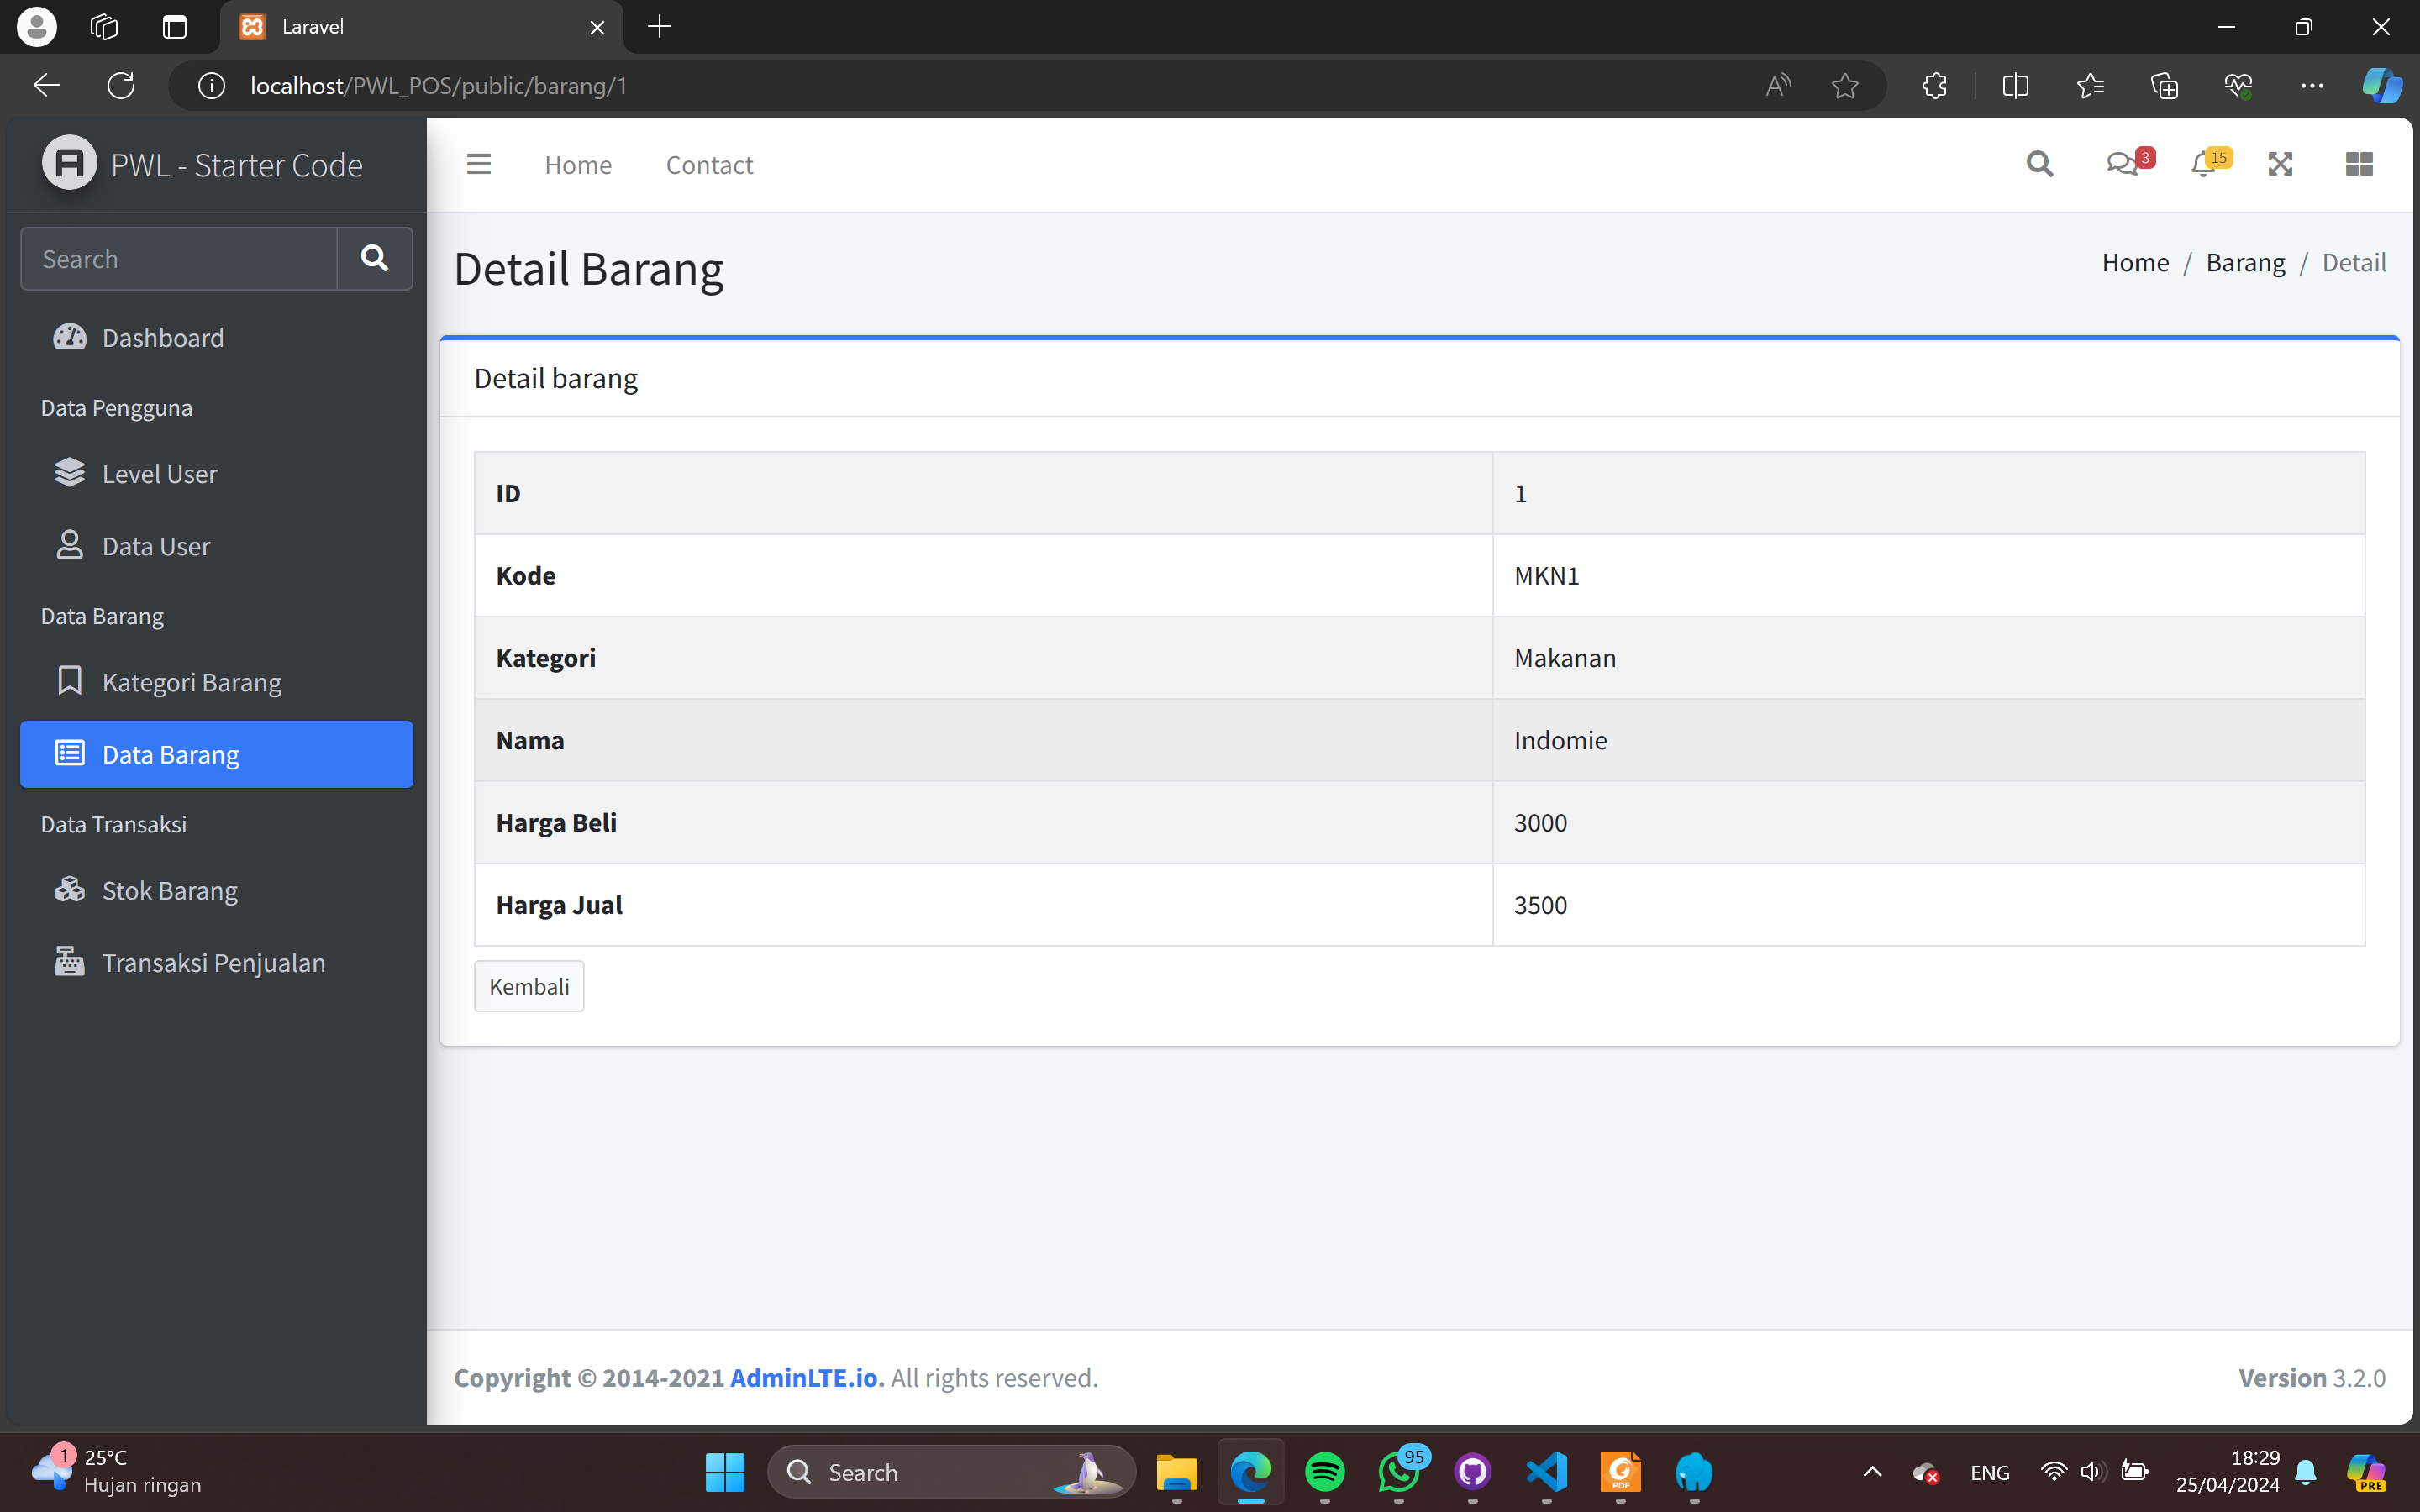 Laravel
localhost/PWL_POS/public/barang/1
PWL - Starter Code
Home
Contact
3
15
Search
Dashboard
Data Pengguna
Level User
Data User
Data Barang
Kategori Barang
Data Barang
Data Transaksi
Stok Barang
Transaksi Penjualan
Detail Barang
Home / Barang / Detail
Detail barang
ID 1
Kode MKN1
Kategori Makanan
Nama Indomie
Harga Beli 3000
Harga Jual 3500
Kembali
Copyright © 2014-2021 AdminLTE.io. All rights reserved.
Version 3.2.0
1
25°C
Hujan ringan
Search
95
PDF
ENG
18:29
25/04/2024
PRE